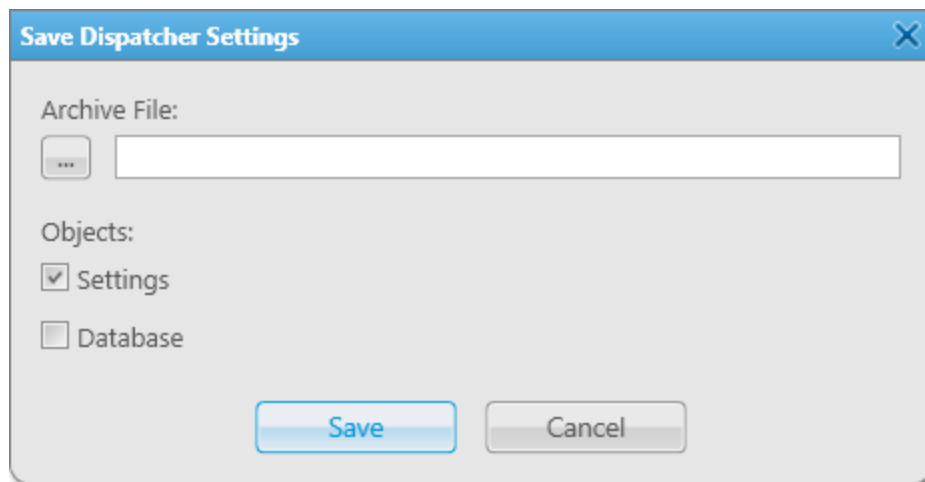 Save Dispatcher Settings
Archive File:
...
Objects:
Settings
Database
Save Cancel